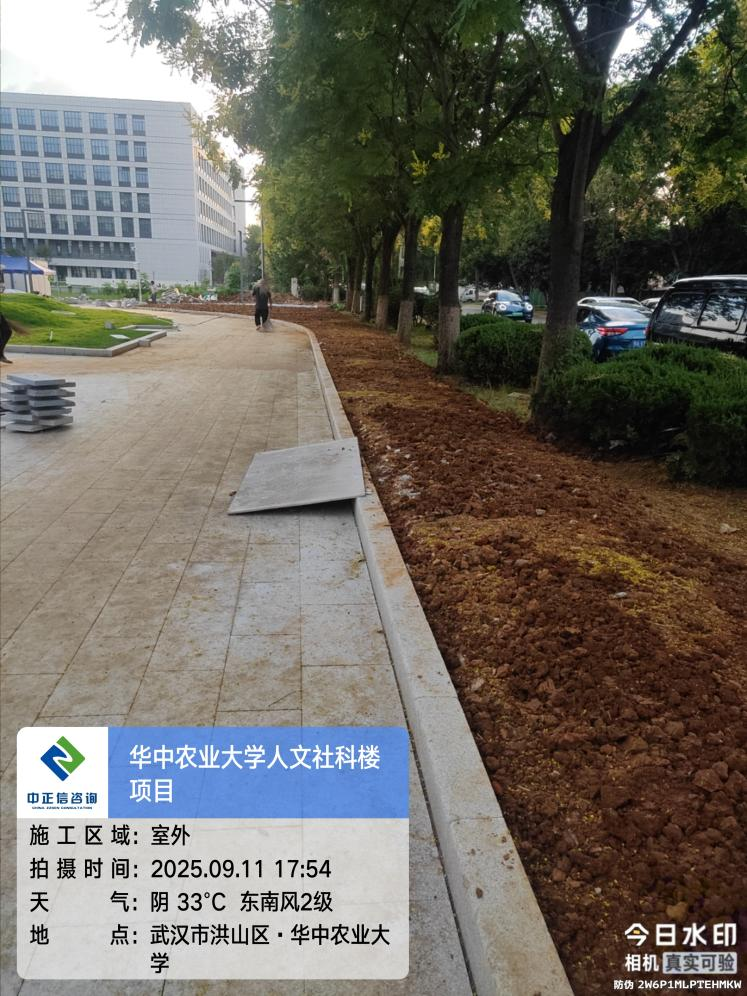 华中农业大学人文社科楼
项目
中正信咨询
施工区域：室外
拍摄时间：2025.09.11 17:54
天气：阴 33℃ 东南风2级
地点：武汉市洪山区·华中农业大
学
今日水印
相机 真实可验
防伪 2W6P1MLPTEHMKW